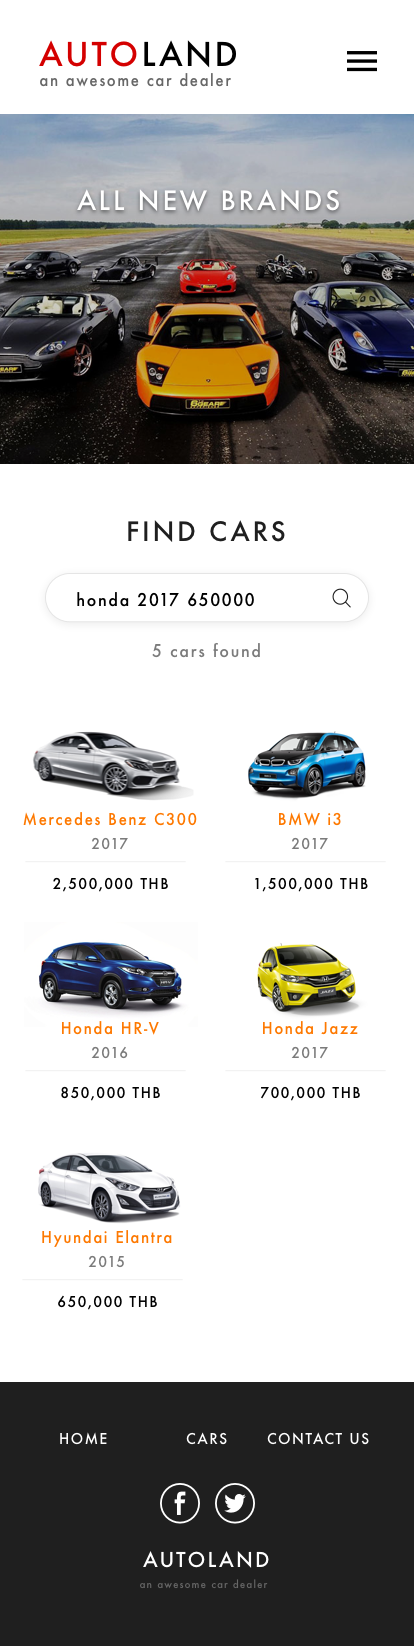 AUTOLAND
an awesome car dealer
ALL NEW BRANDS
FIND CARS
honda 2017 650000
5 cars found
Mercedes Benz C300
2017
2,500,000 THB
BMW i3
2017
1,500,000 THB
Honda HR-V
2016
850,000 THB
Honda Jazz
2017
700,000 THB
Hyundai Elantra
2015
650,000 THB
HOME CARS CONTACT US
AUTOLAND
an awesome car dealer